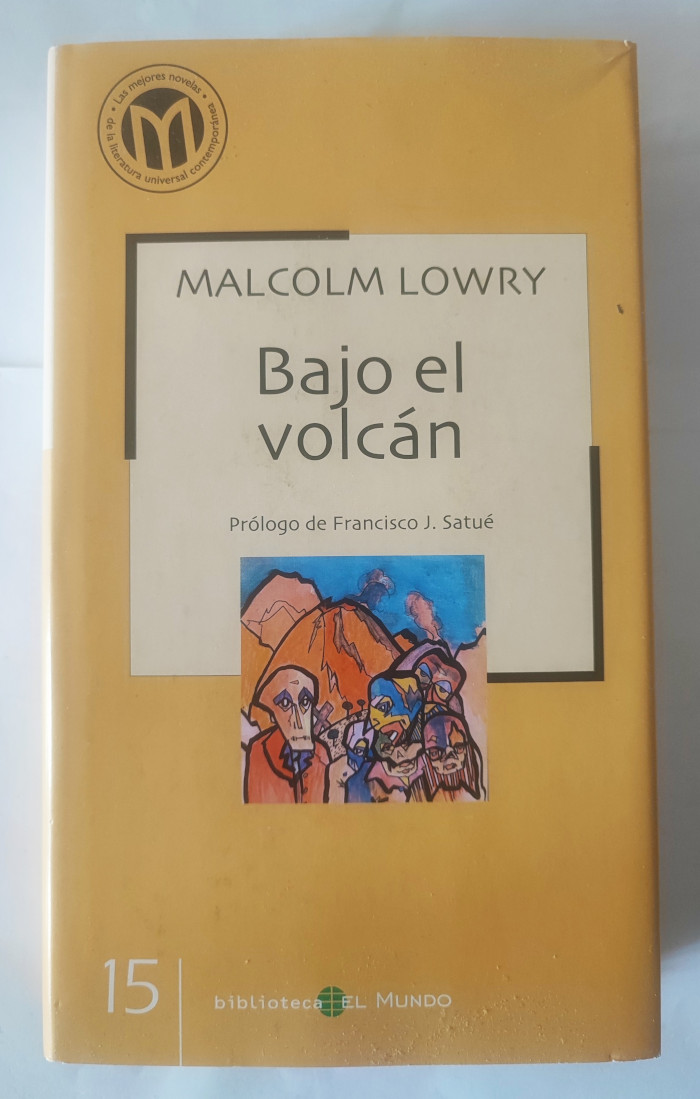 • Las mejores novelas •
de la literatura universal contemporánea
M
MALCOLM LOWRY
Bajo el
volcán
Prólogo de Francisco J. Satué
15
biblioteca EL MUNDO